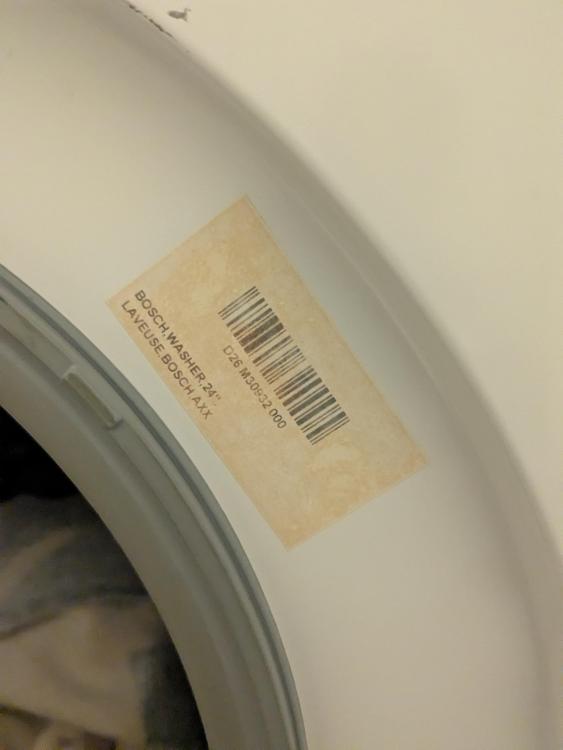 D26 M30932 000
BOSCH,WASHER,24"
LAVEUSE,BOSCH AXX